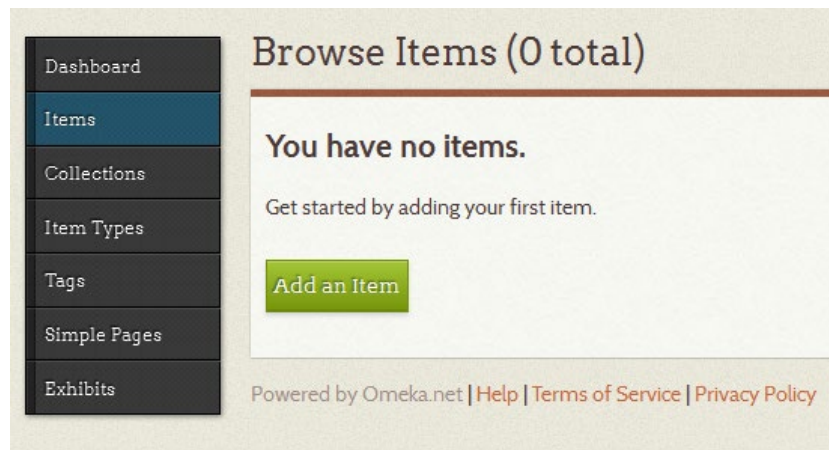 Dashboard
Items
Collections
Item Types
Tags
Simple Pages
Exhibits
Browse Items (0 total)
You have no items.
Get started by adding your first item.
Add an Item
Powered by Omeka.net | Help | Terms of Service | Privacy Policy